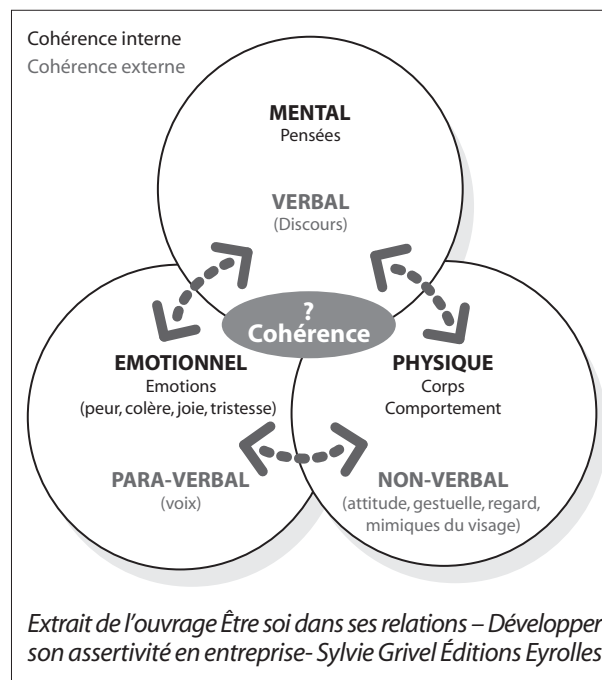 Cohérence interne
Cohérence externe
MENTAL
Pensées
VERBAL
(Discours)
?
Cohérence
EMOTIONNEL
Emotions
(peur, colère, joie, tristesse)
PARA-VERBAL
(voix)
PHYSIQUE
Corps
Comportement
NON-VERBAL
(attitude, gestuelle, regard,
mimiques du visage)
Extrait de l’ouvrage Être soi dans ses relations – Développer
son assertivité en entreprise- Sylvie Grivel Éditions Eyrolles